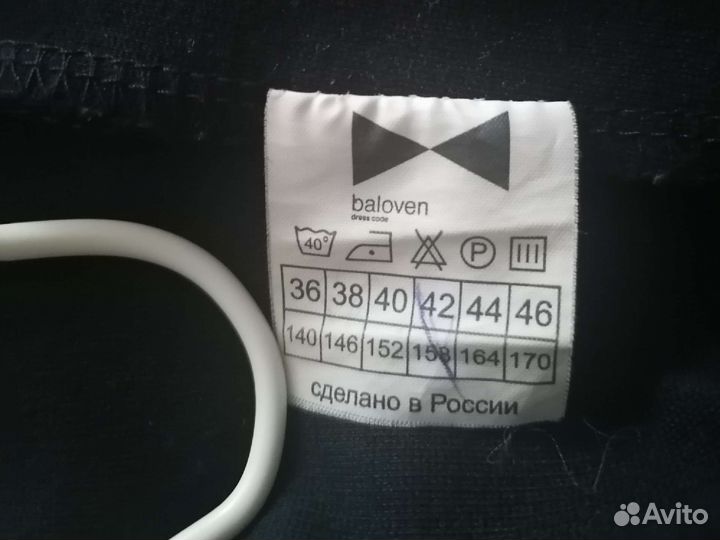 baloven
dress code
40° P
36 38 40 42 44 46
140 146 152 158 164 170
сделано в России
Avito